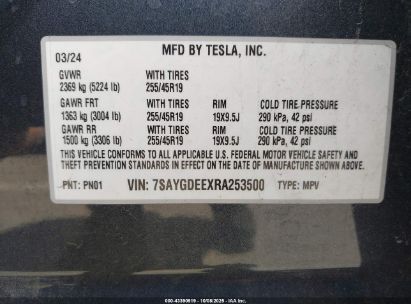 MFD BY TESLA, INC.
03/24
GVWR WITH TIRES
2369 kg (5224 lb) 255/45R19
GAWR FRT WITH TIRES RIM COLD TIRE PRESSURE
1363 kg (3004 lb) 255/45R19 19X9.5J 290 kPa, 42 psi
GAWR RR WITH TIRES RIM COLD TIRE PRESSURE
1500 kg (3306 lb) 255/45R19 19X9.5J 290 kPa, 42 psi
THIS VEHICLE CONFORMS TO ALL APPLICABLE U.S. FEDERAL MOTOR VEHICLE SAFETY AND
THEFT PREVENTION STANDARDS IN EFFECT ON THE DATE OF MANUFACTURE SHOWN ABOVE.
PNT: PN01 VIN: 7SAYGDEEXRA253500 TYPE: MPV